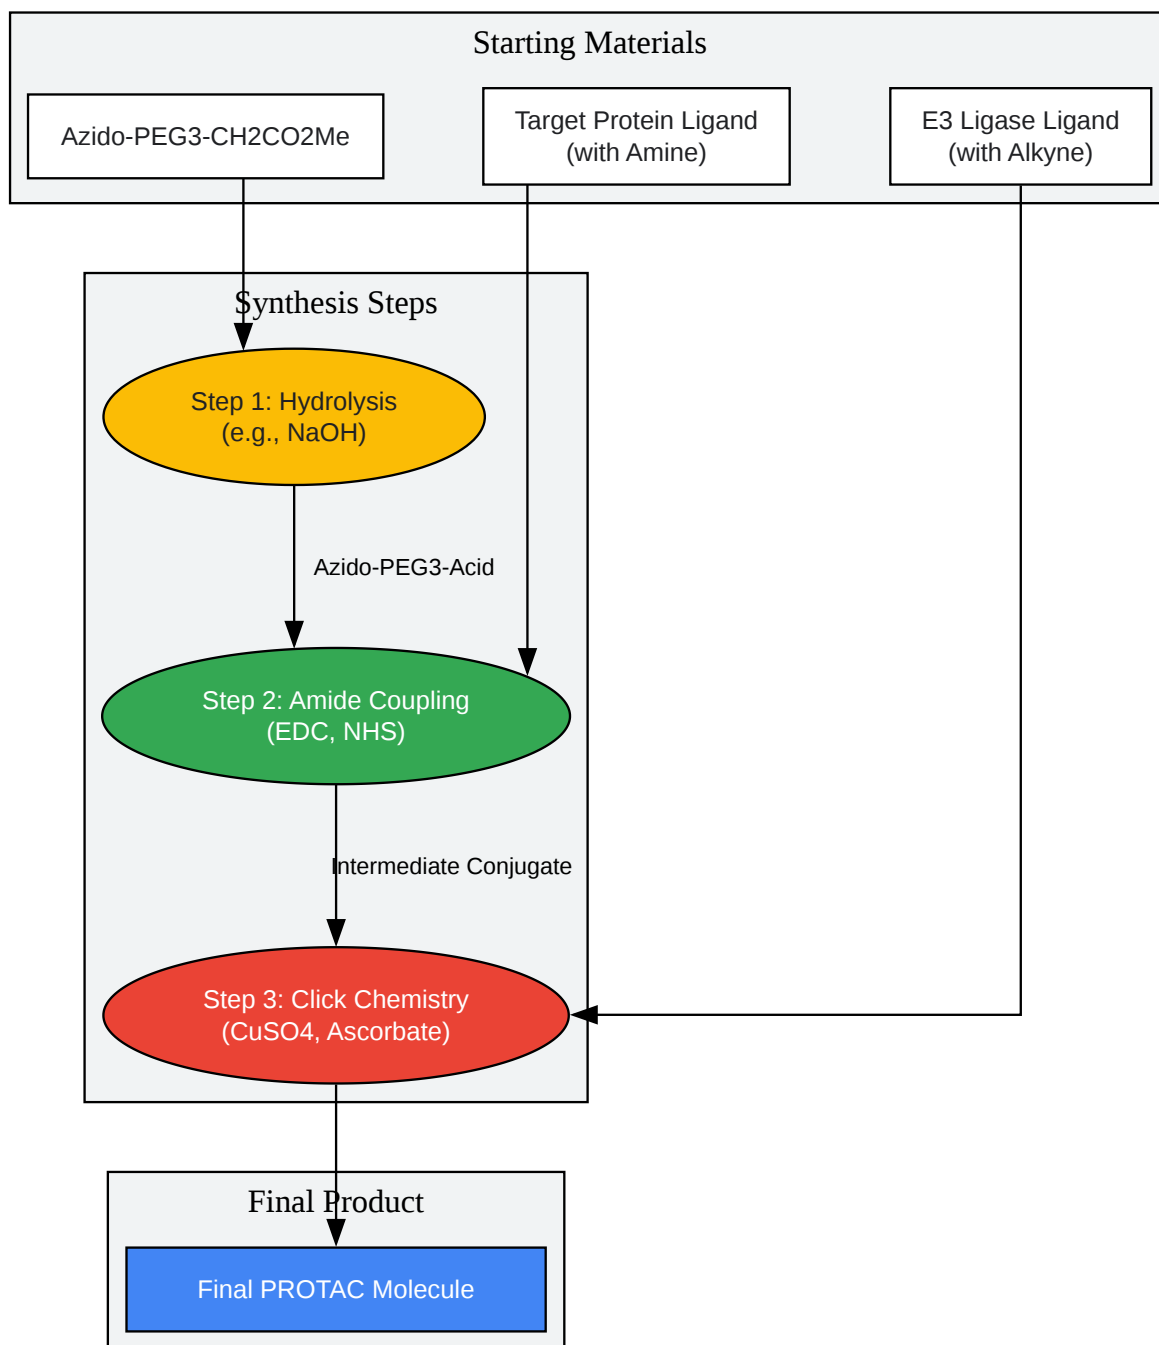 Starting Materials
Azido-PEG3-CH2CO2Me
Target Protein Ligand
(with Amine)
E3 Ligase Ligand
(with Alkyne)
Synthesis Steps
Step 1: Hydrolysis
(e.g., NaOH)
Azido-PEG3-Acid
Step 2: Amide Coupling
(EDC, NHS)
Intermediate Conjugate
Step 3: Click Chemistry
(CuSO4, Ascorbate)
Final Product
Final PROTAC Molecule